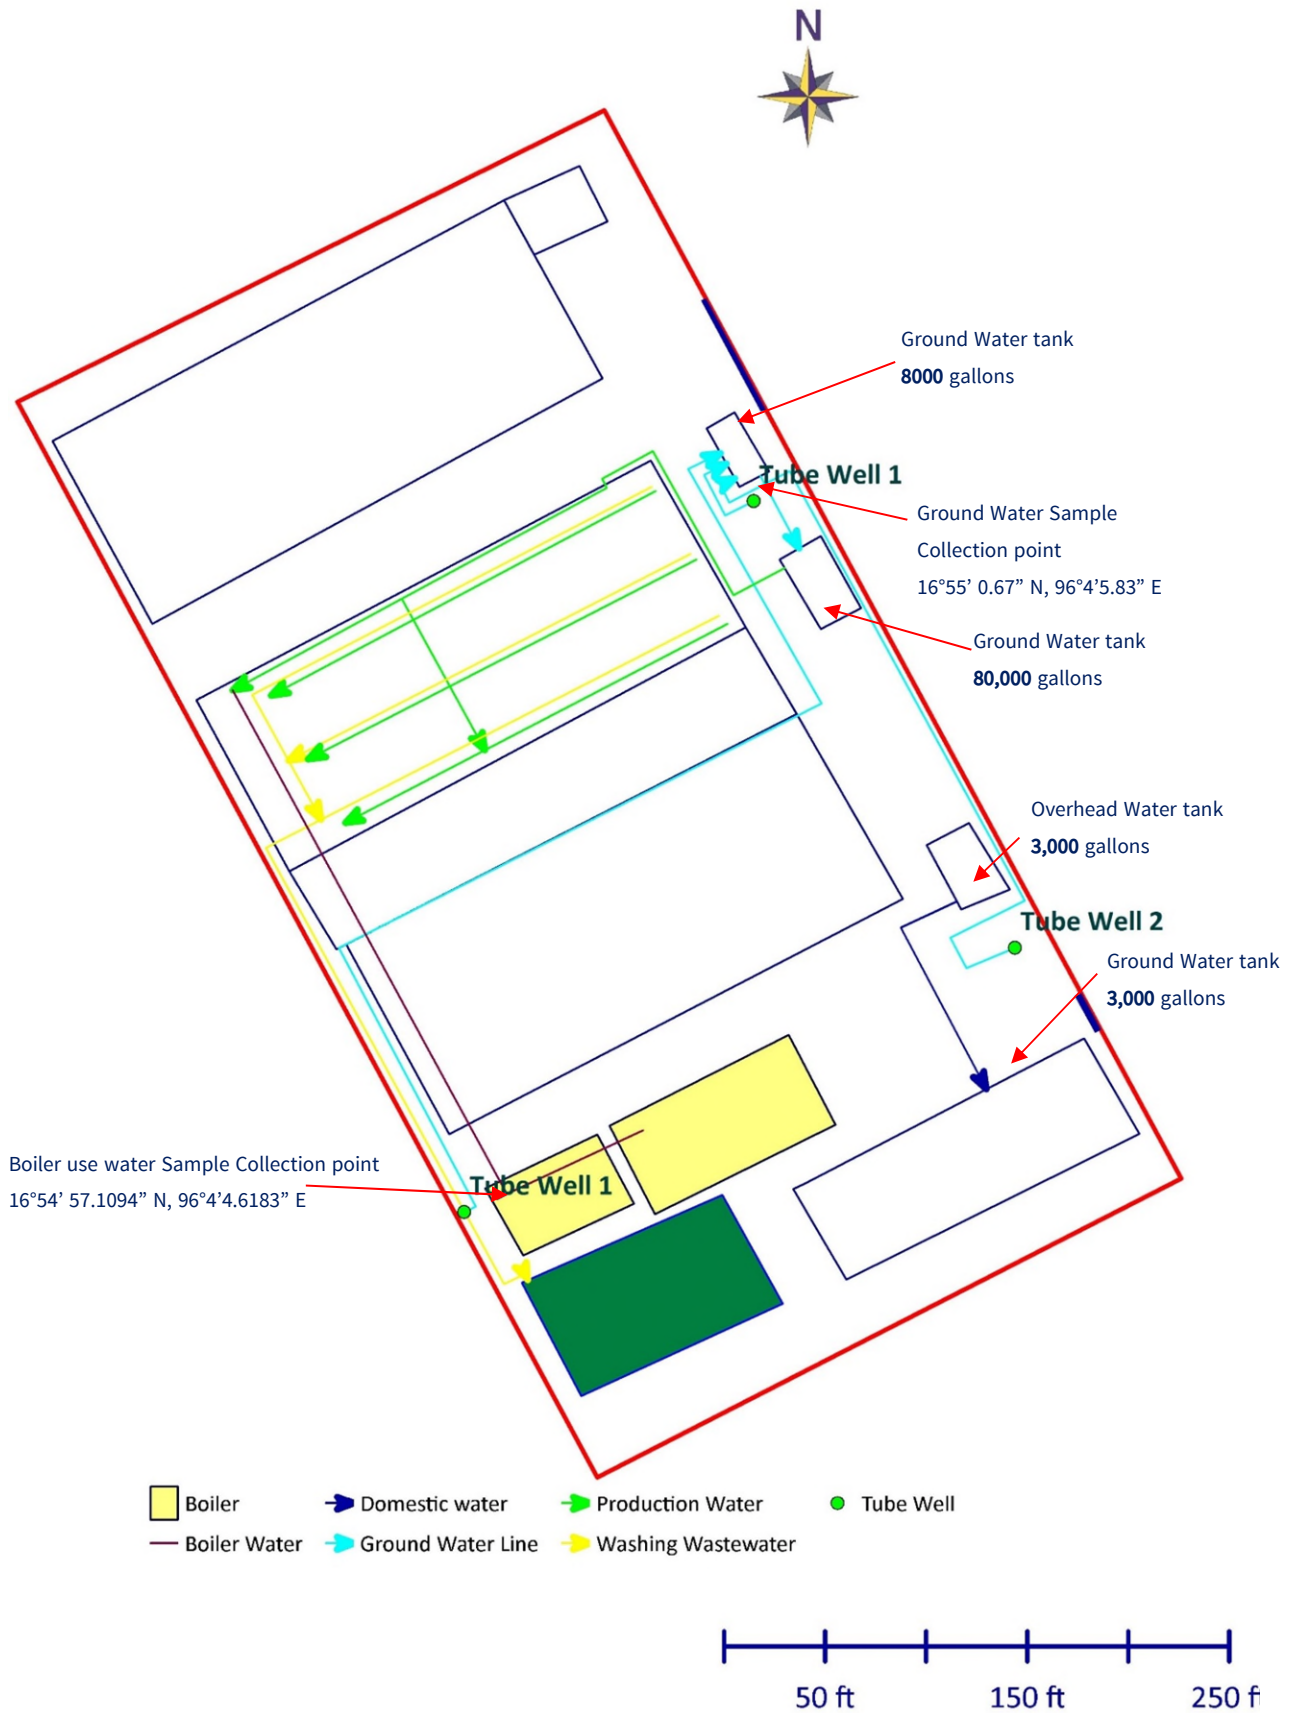 N
Ground Water tank
8000 gallons
Tube Well 1
Ground Water Sample
Collection point
16°55’ 0.67” N, 96°4’5.83” E
Ground Water tank
80,000 gallons
Overhead Water tank
3,000 gallons
Tube Well 2
Ground Water tank
3,000 gallons
Boiler use water Sample Collection point
16°54’ 57.1094” N, 96°4’4.6183” E
Tube Well 1
Boiler
Domestic water
Production Water
Tube Well
Boiler Water
Ground Water Line
Washing Wastewater
50 ft
150 ft
250 f